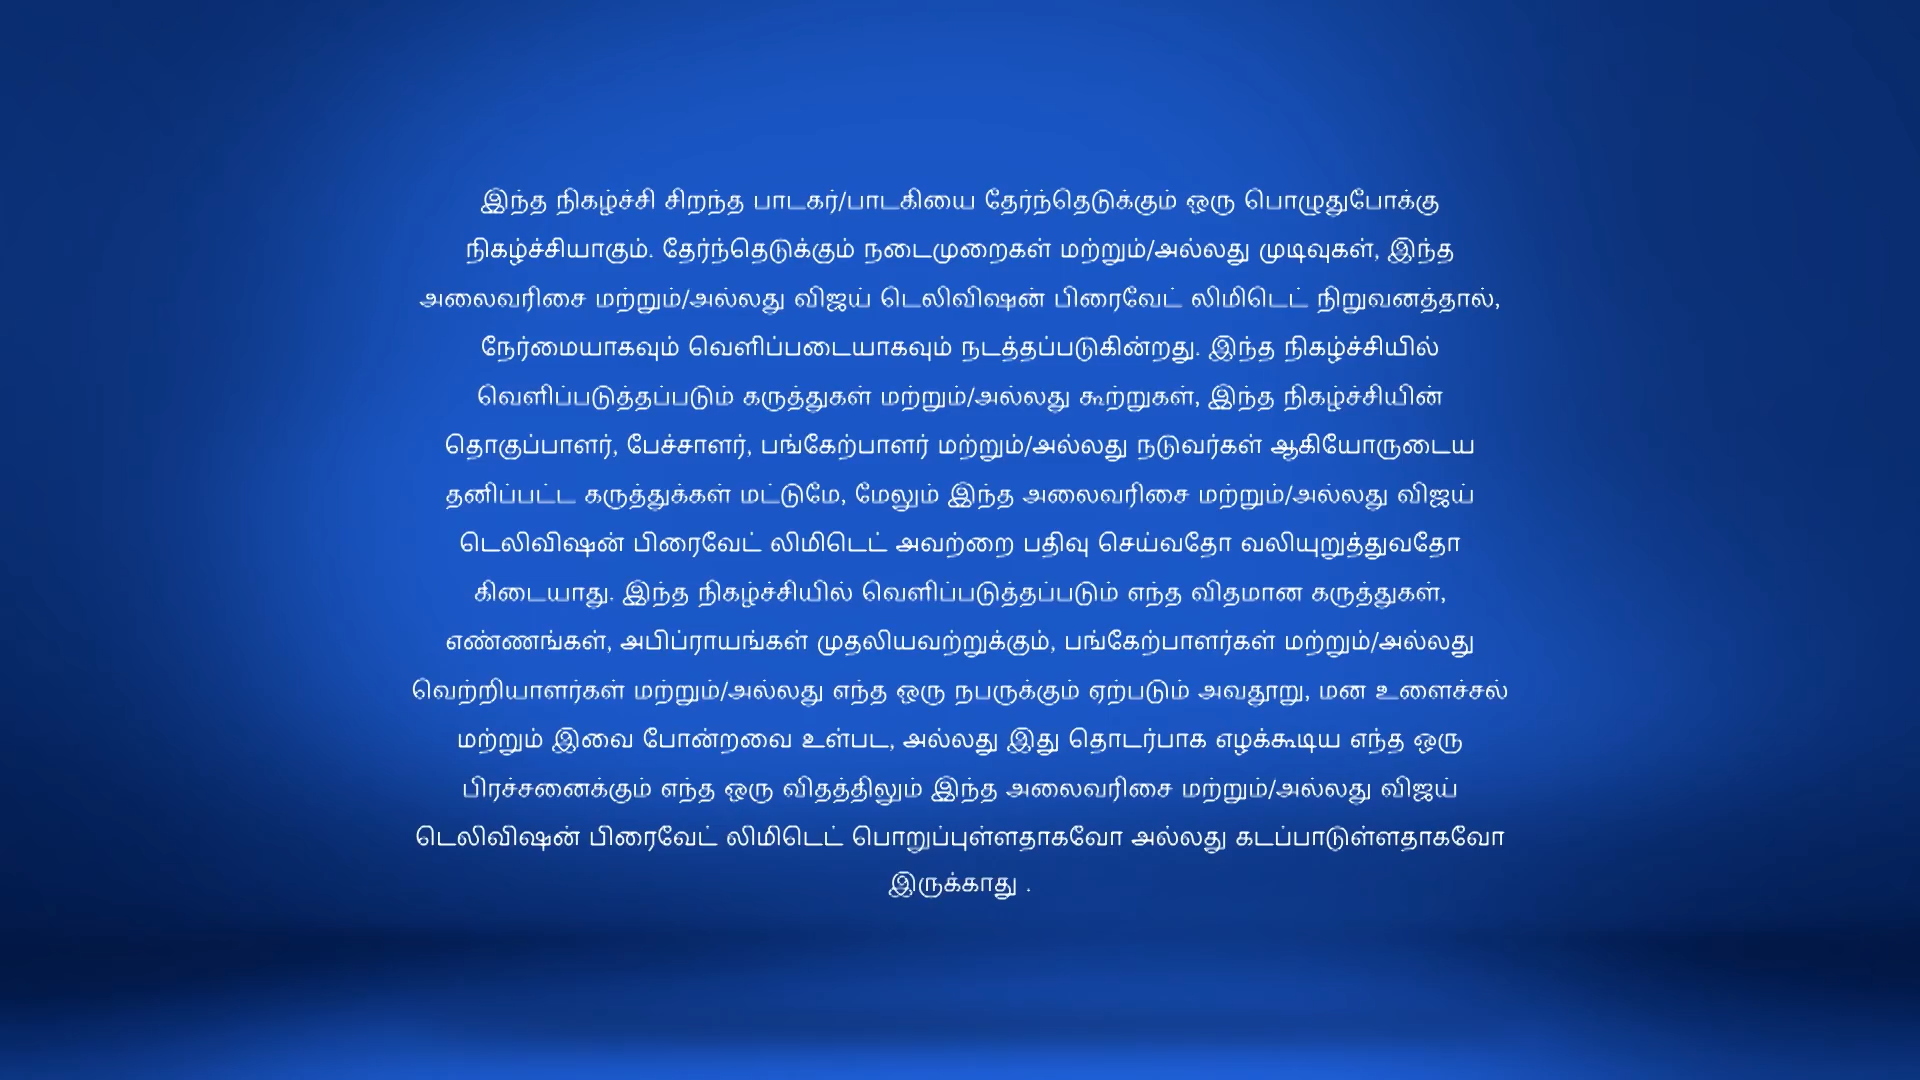 இந்த நிகழ்ச்சி சிறந்த பாடகர்/பாடகியை தேர்ந்தெடுக்கும் ஒரு பொழுதுபோக்கு
நிகழ்ச்சியாகும். தேர்ந்தெடுக்கும் நடைமுறைகள் மற்றும்/அல்லது முடிவுகள், இந்த
அலைவரிசை மற்றும்/அல்லது விஜய் டெலிவிஷன் பிரைவேட் லிமிடெட் நிறுவனத்தால்,
நேர்மையாகவும் வெளிப்படையாகவும் நடத்தப்படுகின்றது. இந்த நிகழ்ச்சியில்
வெளிப்படுத்தப்படும் கருத்துகள் மற்றும்/அல்லது கூற்றுகள், இந்த நிகழ்ச்சியின்
தொகுப்பாளர், பேச்சாளர், பங்கேற்பாளர் மற்றும்/அல்லது நடுவர்கள் ஆகியோருடைய
தனிப்பட்ட கருத்துக்கள் மட்டுமே, மேலும் இந்த அலைவரிசை மற்றும்/அல்லது விஜய்
டெலிவிஷன் பிரைவேட் லிமிடெட் அவற்றை பதிவு செய்வதோ வலியுறுத்துவதோ
கிடையாது. இந்த நிகழ்ச்சியில் வெளிப்படுத்தப்படும் எந்த விதமான கருத்துகள்,
எண்ணங்கள், அபிப்ராயங்கள் முதலியவற்றுக்கும், பங்கேற்பாளர்கள் மற்றும்/அல்லது
வெற்றியாளர்கள் மற்றும்/அல்லது எந்த ஒரு நபருக்கும் ஏற்படும் அவதூறு, மன உளைச்சல்
மற்றும் இவை போன்றவை உள்பட, அல்லது இது தொடர்பாக எழக்கூடிய எந்த ஒரு
பிரச்சனைக்கும் எந்த ஒரு விதத்திலும் இந்த அலைவரிசை மற்றும்/அல்லது விஜய்
டெலிவிஷன் பிரைவேட் லிமிடெட் பொறுப்புள்ளதாகவோ அல்லது கடப்பாடுள்ளதாகவோ
இருக்காது .